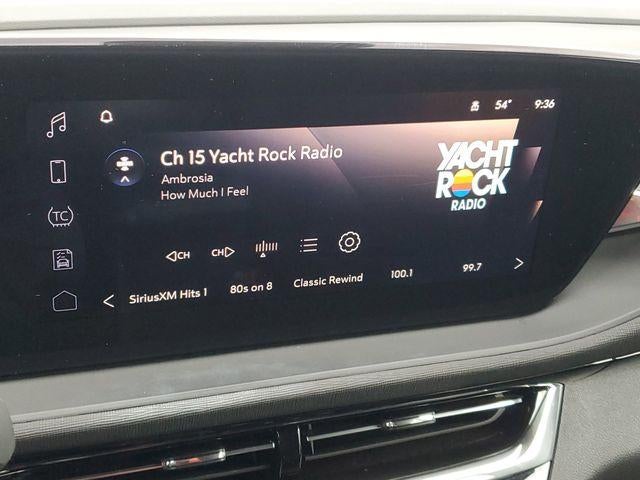 54° 9:36
Ch 15 Yacht Rock Radio
Ambrosia
How Much I Feel
YACHT
ROCK
RADIO
TC
CH CH
SiriusXM Hits 1 80s on 8 Classic Rewind 100.1 99.7